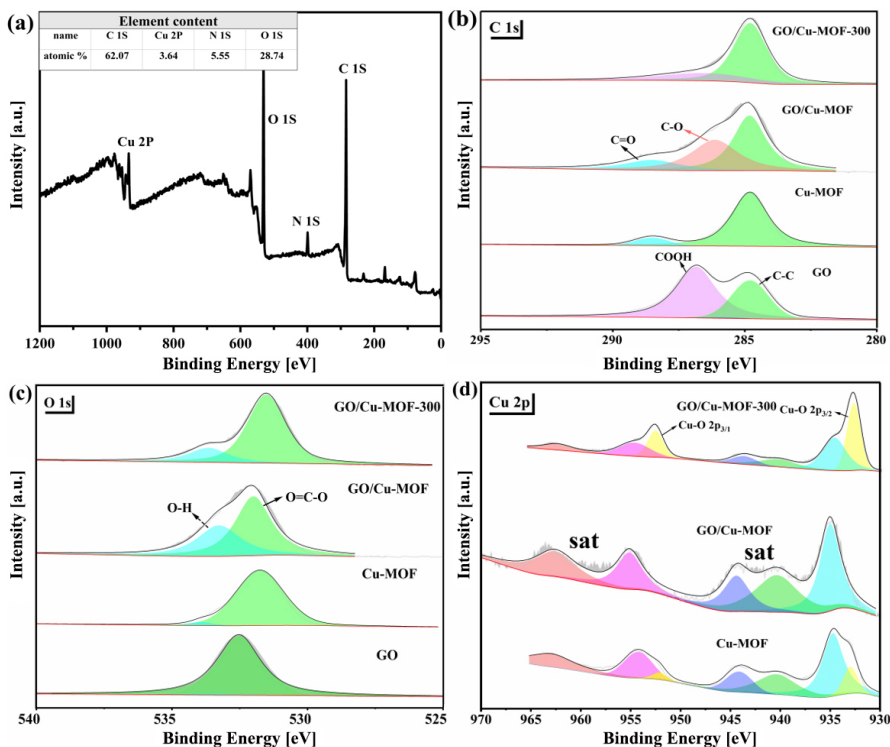 (a)
Element content
name C 1S Cu 2P N 1S O 1S
atomic % 62.07 3.64 5.55 28.74
C 1S
O 1S
Cu 2P
N 1S
Intensity [a.u.]
1200 1000 800 600 400 200 0
Binding Energy [eV]
(b)
C 1s
GO/Cu-MOF-300
GO/Cu-MOF
C-O
C=O
Cu-MOF
COOH
C-C
GO
Intensity [a.u.]
295 290 285 280
Binding Energy [eV]
(c)
O 1s
GO/Cu-MOF-300
GO/Cu-MOF
O-H
O=C-O
Cu-MOF
GO
Intensity [a.u.]
540 535 530 525
Binding Energy [eV]
(d)
Cu 2p
GO/Cu-MOF-300
Cu-O 2p3/2
Cu-O 2p3/1
GO/Cu-MOF
sat
sat
Cu-MOF
Intensity [a.u.]
970 965 960 955 950 945 940 935 930
Binding Energy [eV]